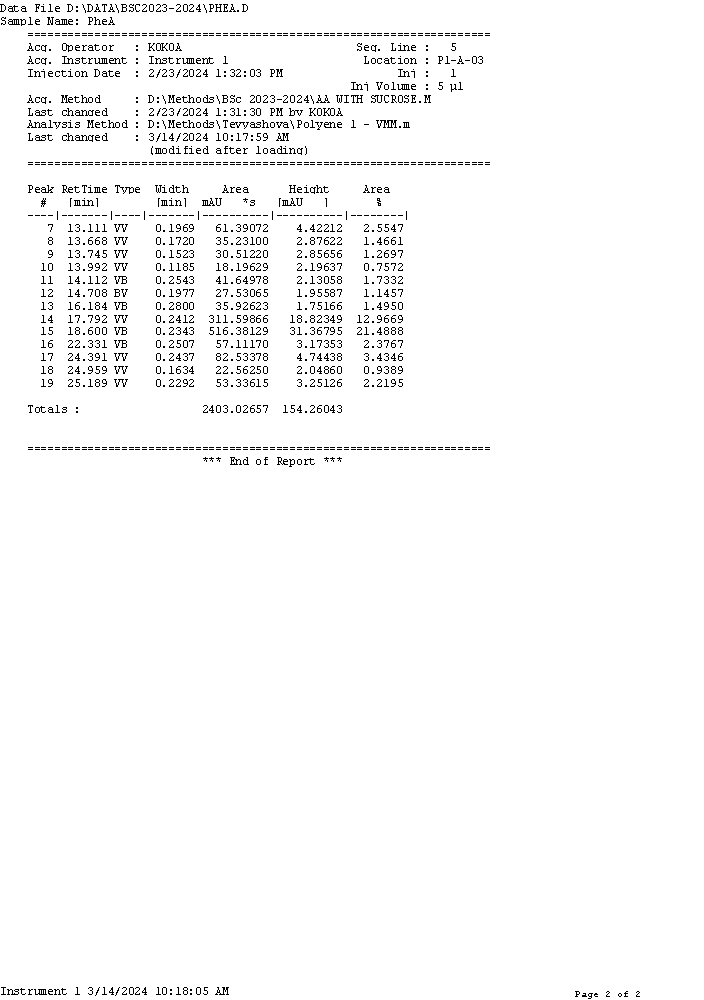 Data File D:\DATA\BSC2023-2024\PHEA.D
Sample Name: PheA
====================================================================
Acq. Operator   : KOKOA                          Seq. Line :   5
Acq. Instrument : Instrument 1                    Location : P1-A-03
Injection Date  : 2/23/2024 1:32:03 PM                 Inj :   1
Inj Volume : 5 µl
Acq. Method     : D:\Methods\BSc 2023-2024\AA WITH SUCROSE.M
Last changed    : 2/23/2024 1:31:30 PM by KOKOA
Analysis Method : D:\Methods\Tevyashova\Polyene 1 - VMM.m
Last changed    : 3/14/2024 10:17:59 AM
(modified after loading)
====================================================================
Peak RetTime Type  Width     Area      Height     Area
#   [min]        [min]  mAU   *s   [mAU   ]      %
----|-------|----|-------|----------|----------|--------|
7  13.111 VV    0.1969   61.39072    4.42212   2.5547
8  13.668 VV    0.1720   35.23100    2.87622   1.4661
9  13.745 VV    0.1523   30.51220    2.85656   1.2697
10  13.992 VV    0.1185   18.19629    2.19637   0.7572
11  14.112 VB    0.2543   41.64978    2.13058   1.7332
12  14.708 BV    0.1977   27.53065    1.95587   1.1457
13  16.184 VB    0.2800   35.92623    1.75166   1.4950
14  17.792 VV    0.2412  311.59866   18.82349  12.9669
15  18.600 VB    0.2343  516.38129   31.36795  21.4888
16  22.331 VB    0.2507   57.11170    3.17353   2.3767
17  24.391 VV    0.2437   82.53378    4.74438   3.4346
18  24.959 VV    0.1634   22.56250    2.04860   0.9389
19  25.189 VV    0.2292   53.33615    3.25126   2.2195
Totals :                  2403.02657  154.26043
====================================================================
*** End of Report ***
Instrument 1 3/14/2024 10:18:05 AM
Page 2 of 2